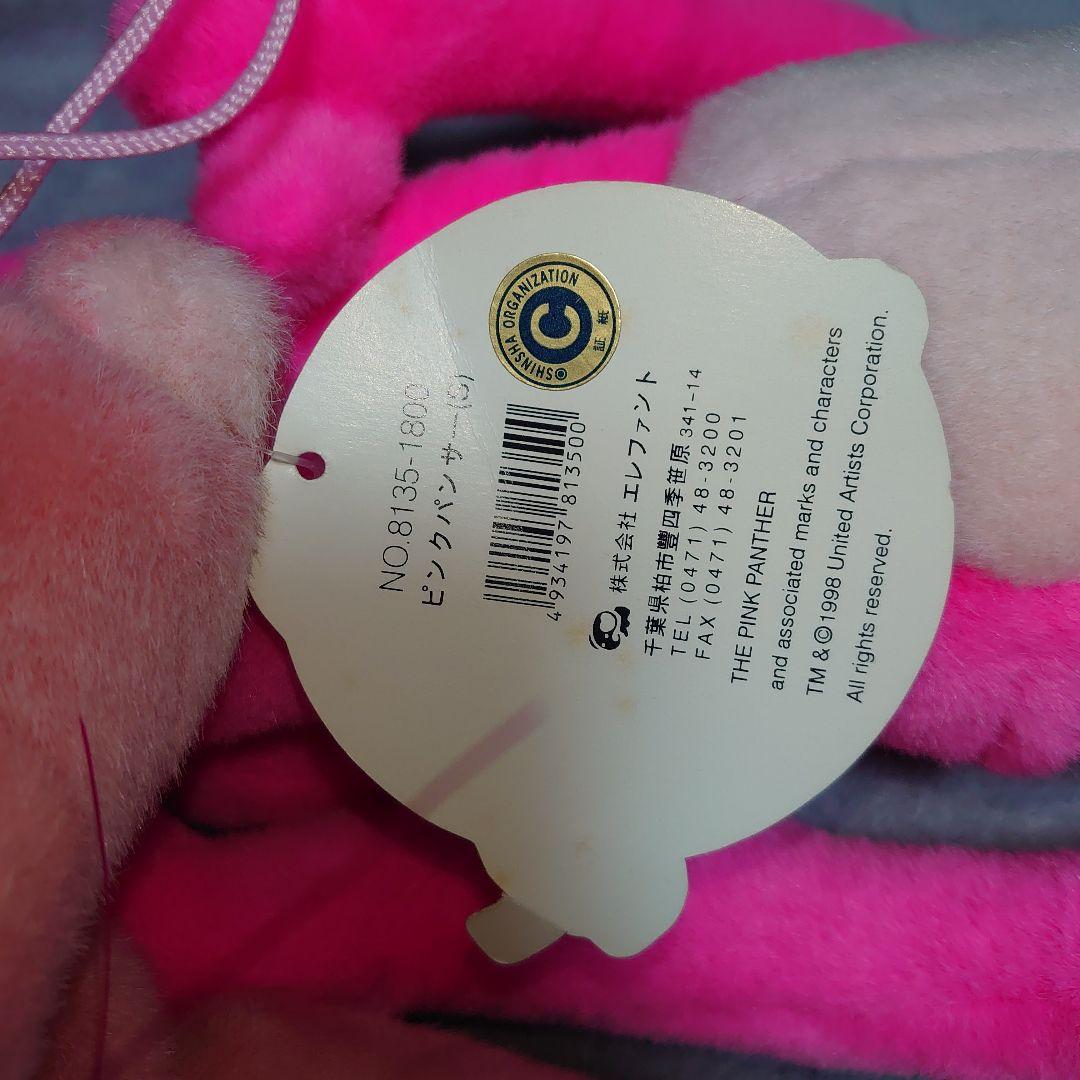 NO.8135-1800
ピンクパンサー(S)
SHINSHA ORGANIZATION
C
証紙
4934197 813500
株式会社 エレファント
千葉県柏市豐四季笹原341-14
TEL (0471) 48-3200
FAX (0471) 48-3201
THE PINK PANTHER
and associated marks and characters
TM & ©1998 United Artists Corporation.
All rights reserved.